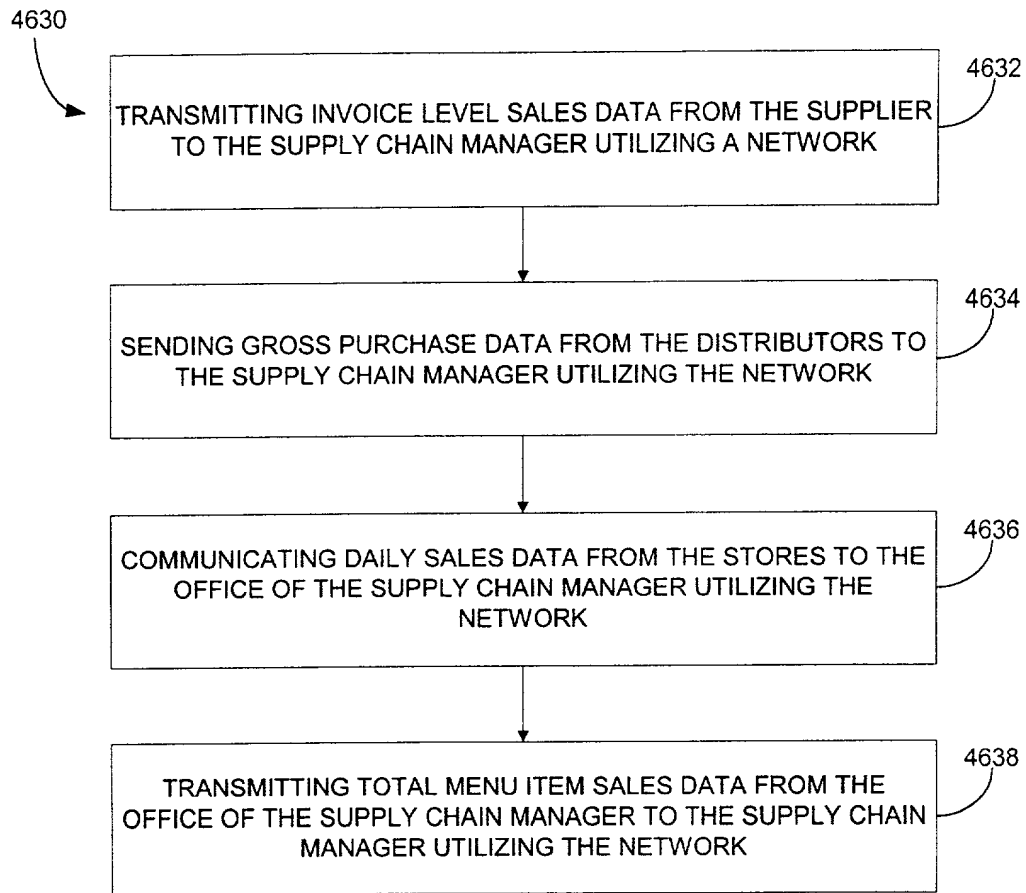 4630
4632
TRANSMITTING INVOICE LEVEL SALES DATA FROM THE SUPPLIER
TO THE SUPPLY CHAIN MANAGER UTILIZING A NETWORK
4634
SENDING GROSS PURCHASE DATA FROM THE DISTRIBUTORS TO
THE SUPPLY CHAIN MANAGER UTILIZING THE NETWORK
4636
COMMUNICATING DAILY SALES DATA FROM THE STORES TO THE
OFFICE OF THE SUPPLY CHAIN MANAGER UTILIZING THE
NETWORK
4638
TRANSMITTING TOTAL MENU ITEM SALES DATA FROM THE
OFFICE OF THE SUPPLY CHAIN MANAGER TO THE SUPPLY CHAIN
MANAGER UTILIZING THE NETWORK